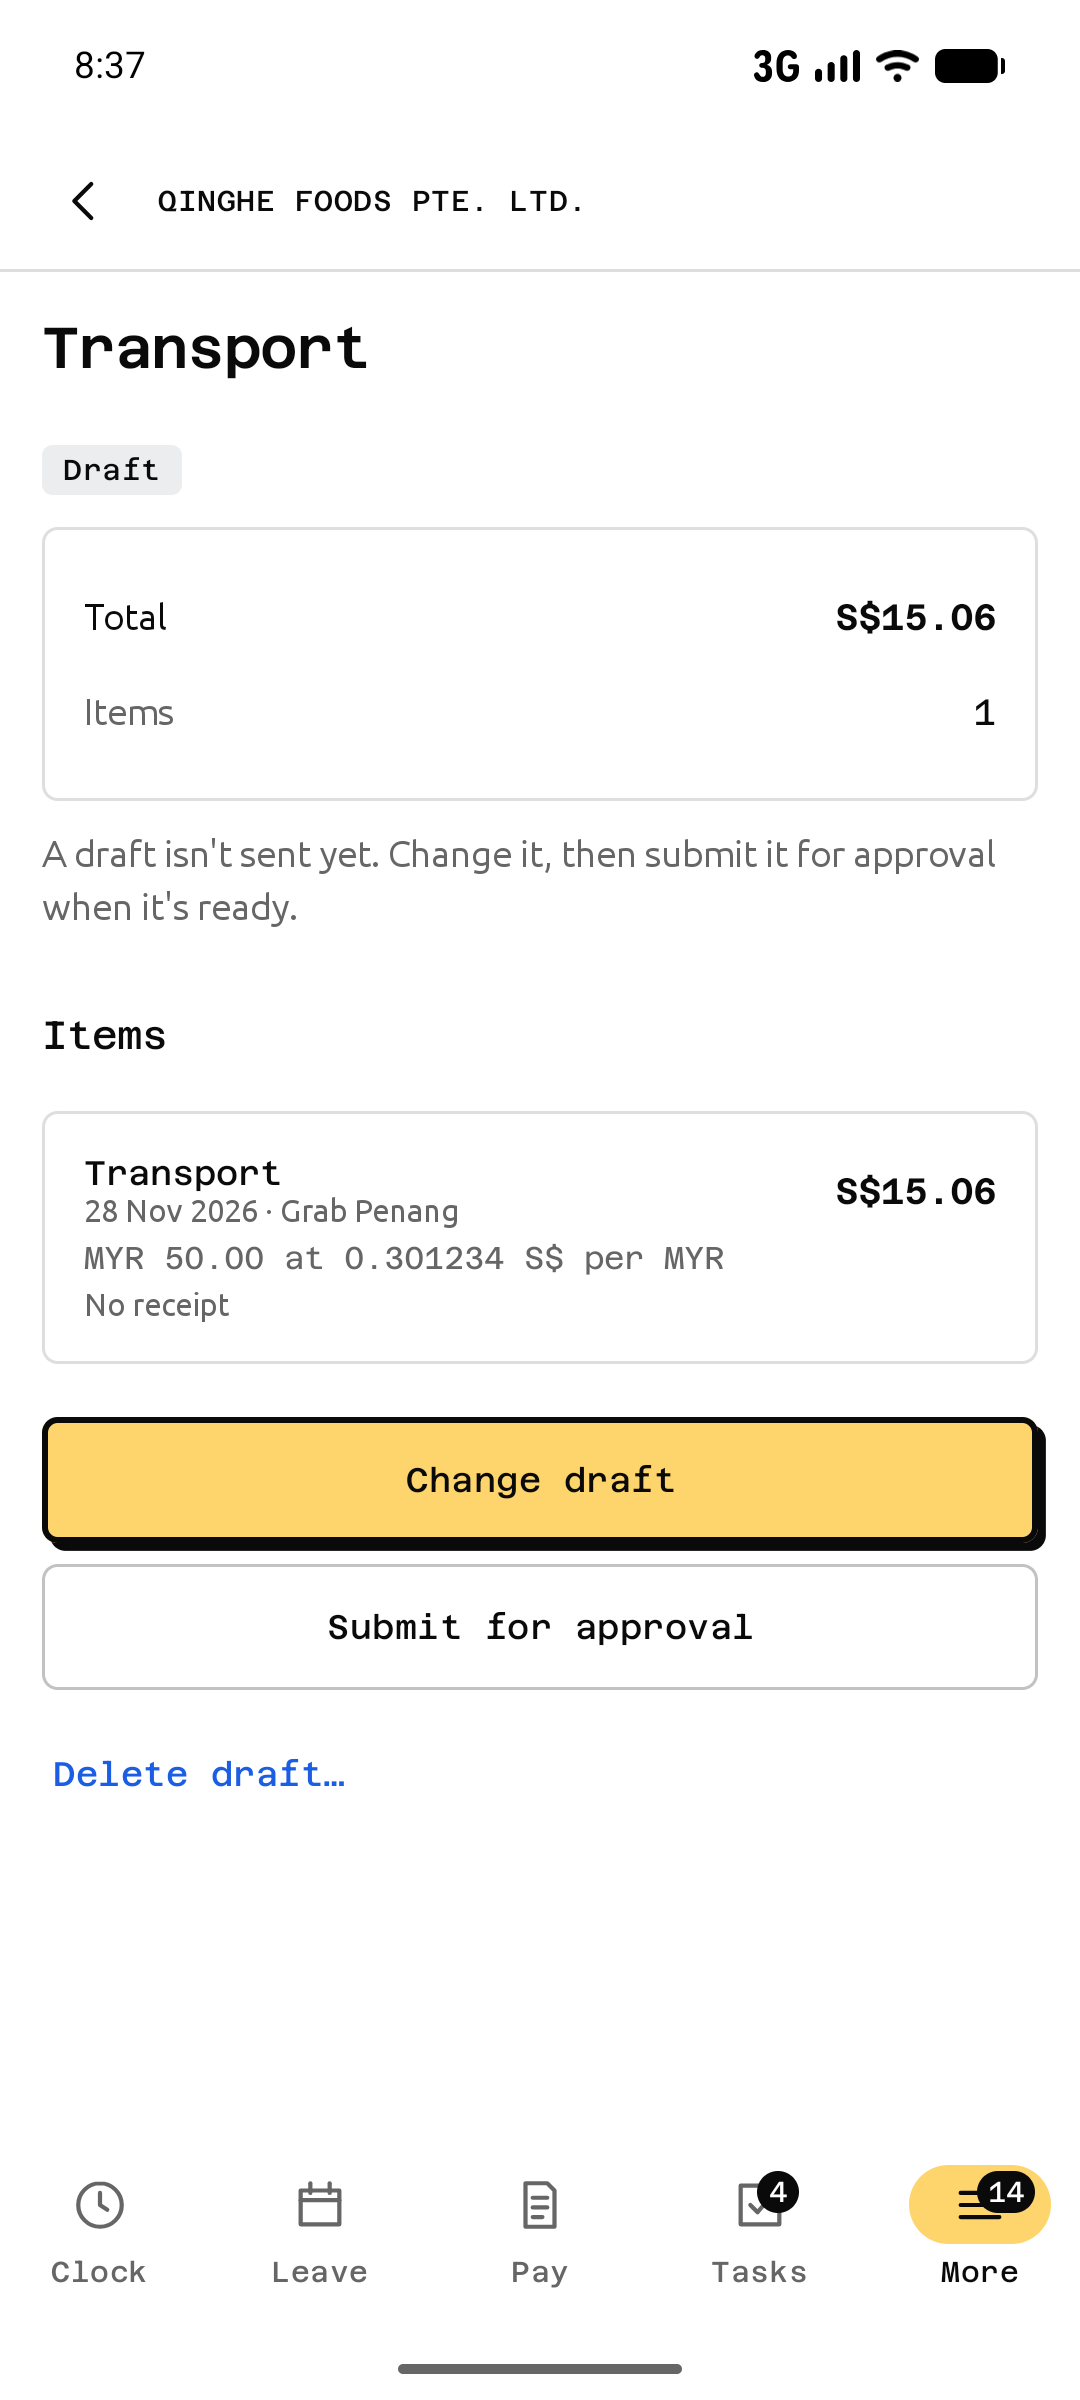 8:37
3G
QINGHE FOODS PTE. LTD.
Transport
Draft
Total S$15.06
Items 1
A draft isn't sent yet. Change it, then submit it for approval
when it's ready.
Items
Transport S$15.06
28 Nov 2026 · Grab Penang
MYR 50.00 at 0.301234 S$ per MYR
No receipt
Change draft
Submit for approval
Delete draft…
4 14
Clock Leave Pay Tasks More